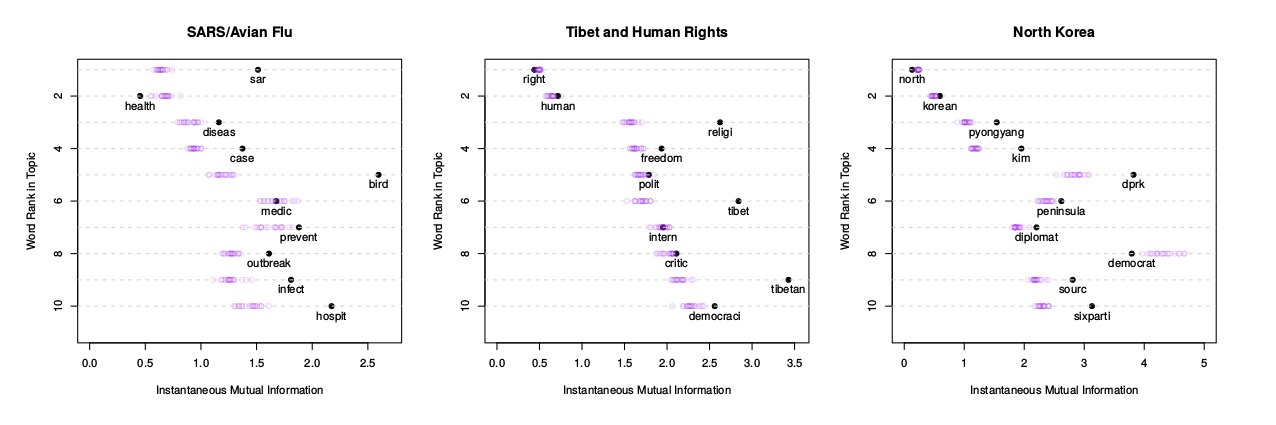 SARS/Avian Flu
Word Rank in Topic
2
4
6
8
10
sar
health
diseas
case
bird
medic
prevent
outbreak
infect
hospit
0.0 0.5 1.0 1.5 2.0 2.5
Instantaneous Mutual Information
Tibet and Human Rights
Word Rank in Topic
2
4
6
8
10
right
human
religi
freedom
polit
tibet
intern
critic
tibetan
democraci
0.0 0.5 1.0 1.5 2.0 2.5 3.0 3.5
Instantaneous Mutual Information
North Korea
Word Rank in Topic
2
4
6
8
10
north
korean
pyongyang
kim
dprk
peninsula
diplomat
democrat
sourc
sixparti
0 1 2 3 4 5
Instantaneous Mutual Information